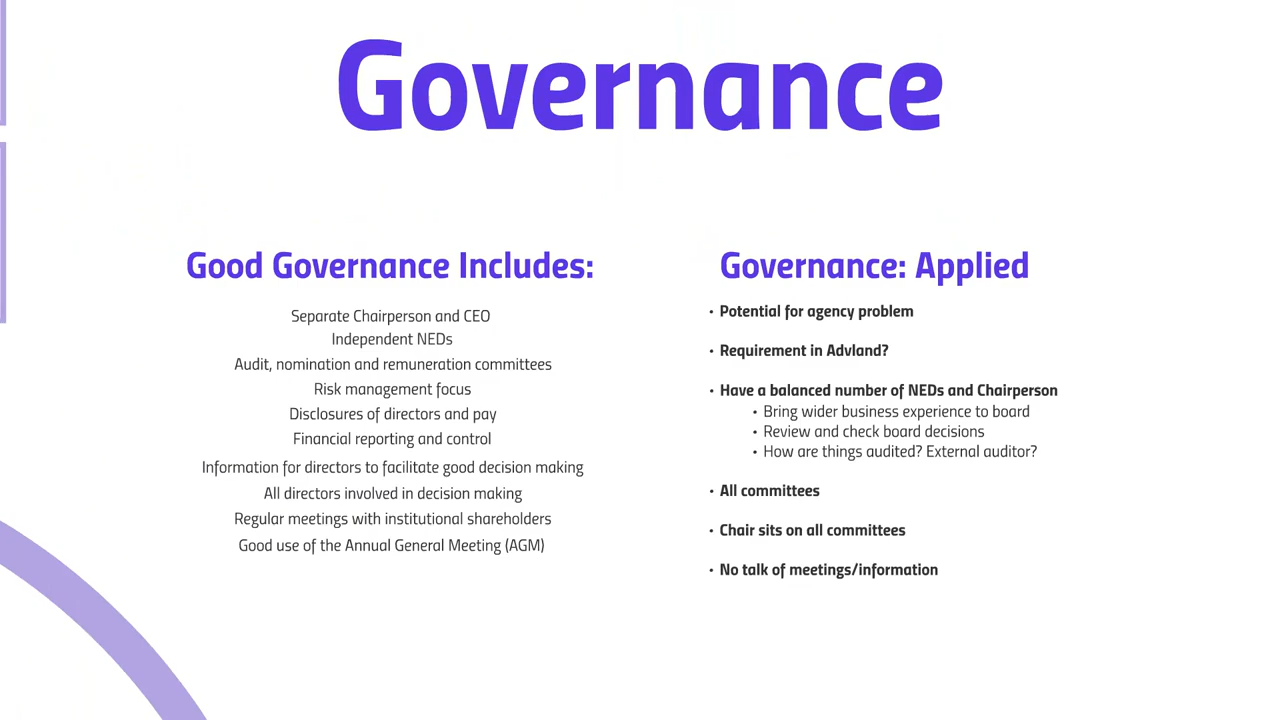 Governance
Good Governance Includes:
Separate Chairperson and CEO
Independent NEDs
Audit, nomination and remuneration committees
Risk management focus
Disclosures of directors and pay
Financial reporting and control
Information for directors to facilitate good decision making
All directors involved in decision making
Regular meetings with institutional shareholders
Good use of the Annual General Meeting (AGM)
Governance: Applied
• Potential for agency problem
• Requirement in Advland?
• Have a balanced number of NEDs and Chairperson
• Bring wider business experience to board
• Review and check board decisions
• How are things audited? External auditor?
• All committees
• Chair sits on all committees
• No talk of meetings/information